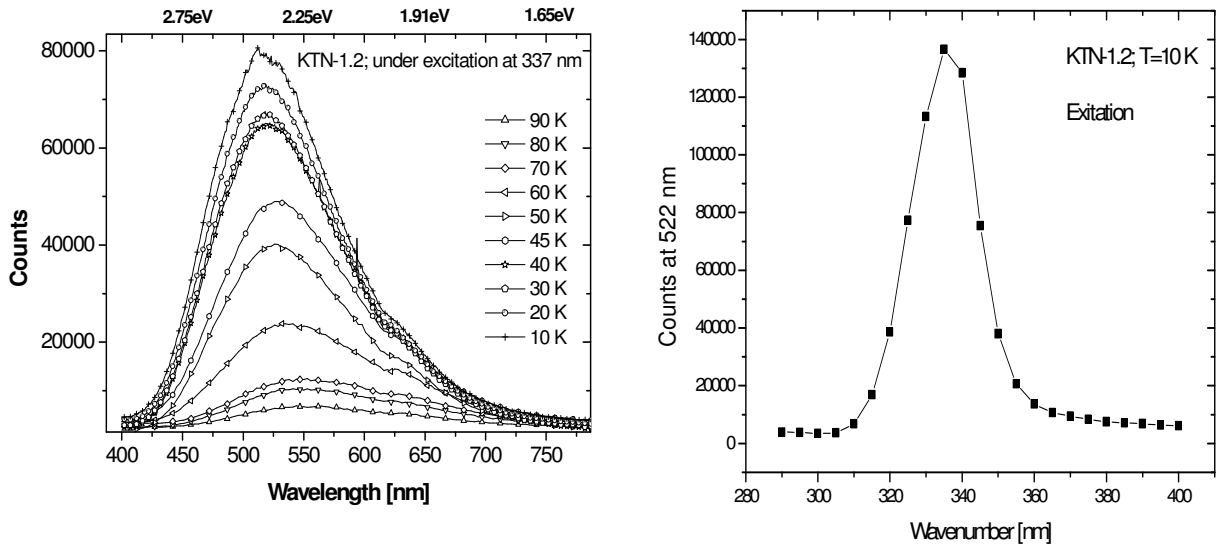 2.75eV 2.25eV 1.91eV 1.65eV
80000
60000
40000
20000
Counts
KTN-1.2; under excitation at 337 nm
90 K
80 K
70 K
60 K
50 K
45 K
40 K
30 K
20 K
10 K
400 450 500 550 600 650 700 750
Wavelength [nm]
140000
120000
100000
80000
60000
40000
20000
0
Counts at 522 nm
KTN-1.2; T=10 K
Exitation
280 300 320 340 360 380 400
Wavenumber [nm]